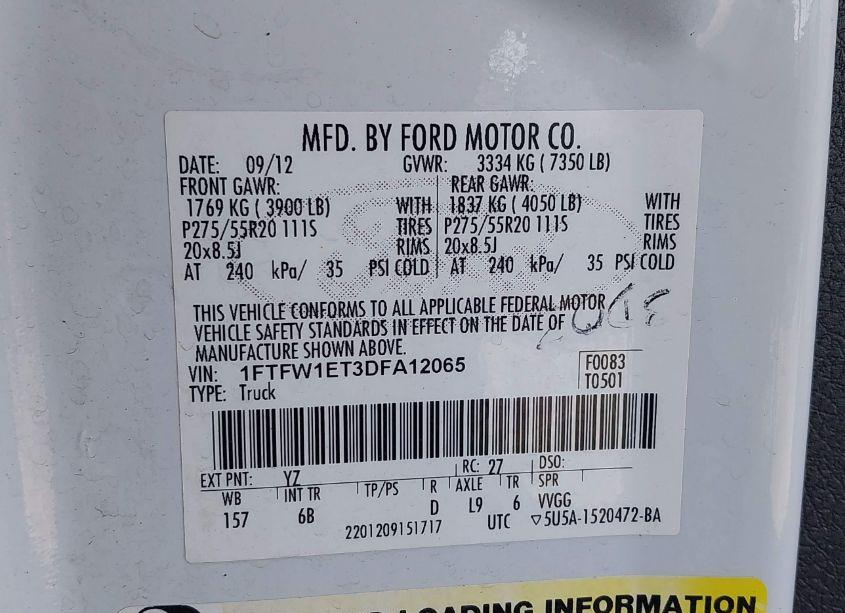 MFD. BY FORD MOTOR CO.
DATE: 09/12 GVWR: 3334 KG ( 7350 LB)
FRONT GAWR: REAR GAWR:
1769 KG ( 3900 LB) WITH 1837 KG ( 4050 LB) WITH
P275/55R20 111S TIRES P275/55R20 111S TIRES
20x8.5J RIMS 20x8.5J RIMS
AT 240 kPa/ 35 PSI COLD AT 240 kPa/ 35 PSI COLD
THIS VEHICLE CONFORMS TO ALL APPLICABLE FEDERAL MOTOR
VEHICLE SAFETY STANDARDS IN EFFECT ON THE DATE OF
MANUFACTURE SHOWN ABOVE.
VIN: 1FTFW1ET3DFA12065 F0083
TYPE: Truck T0501
EXT PNT: YZ RC: 27 DSO:
WB INT TR TP/PS R AXLE TR SPR
157 6B D L9 6 VVGG
2201209151717 UTC ▽5U5A-1520472-BA
LOADING INFORMATION